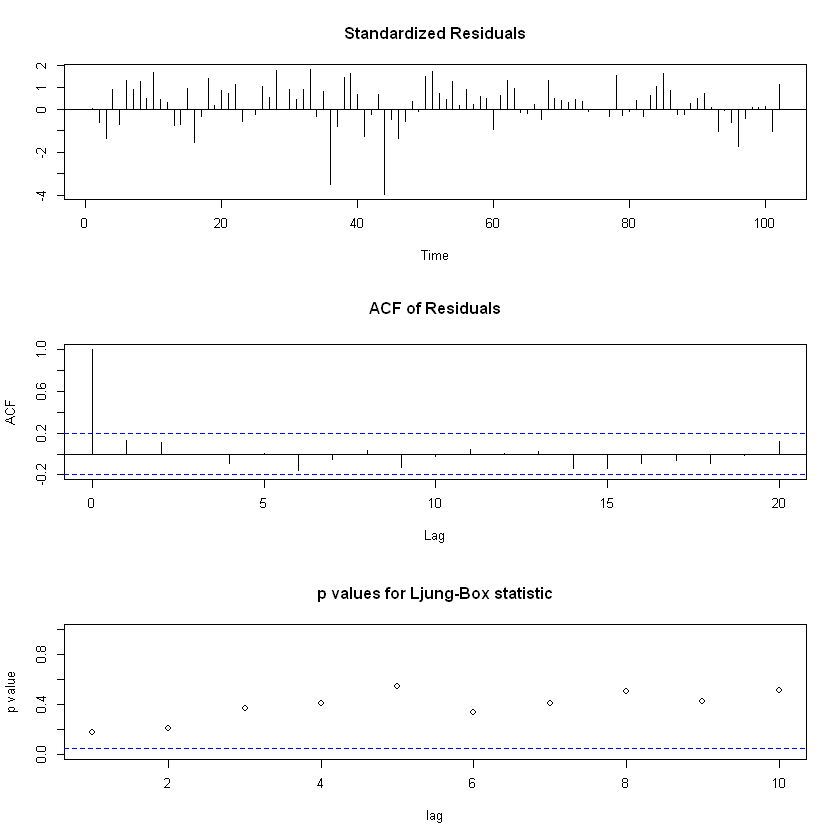 Standardized Residuals
2
1
0
-2
-4
0 20 40 60 80 100
Time
ACF of Residuals
1.0
0.6
0.2
-0.2
ACF
0 5 10 15 20
Lag
p values for Ljung-Box statistic
0.8
0.4
0.0
p value
2 4 6 8 10
lag